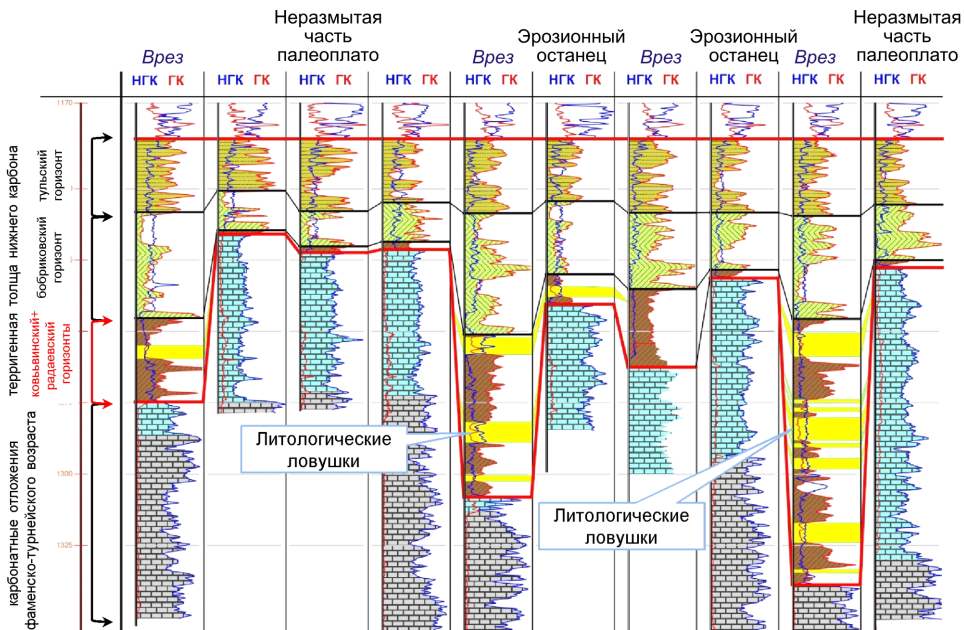 Неразмытая
часть
палеоплато
Неразмытая
часть
палеоплато
Врез
Врез
Эрозионный
останец
Врез
Эрозионный
останец
Врез
НГК ГК
НГК ГК
НГК ГК
НГК ГК
НГК ГК
НГК ГК
НГК ГК
НГК ГК
НГК ГК
НГК ГК
1170
1300
1325
терригенная толща нижнего карбона
тульский
горизонт
бобриковский
горизонт
ковьывинский+
радаевский
горизонты
карбонатные отложения
фаменско-турнейского возраста
Литологические
ловушки
Литологические
ловушки